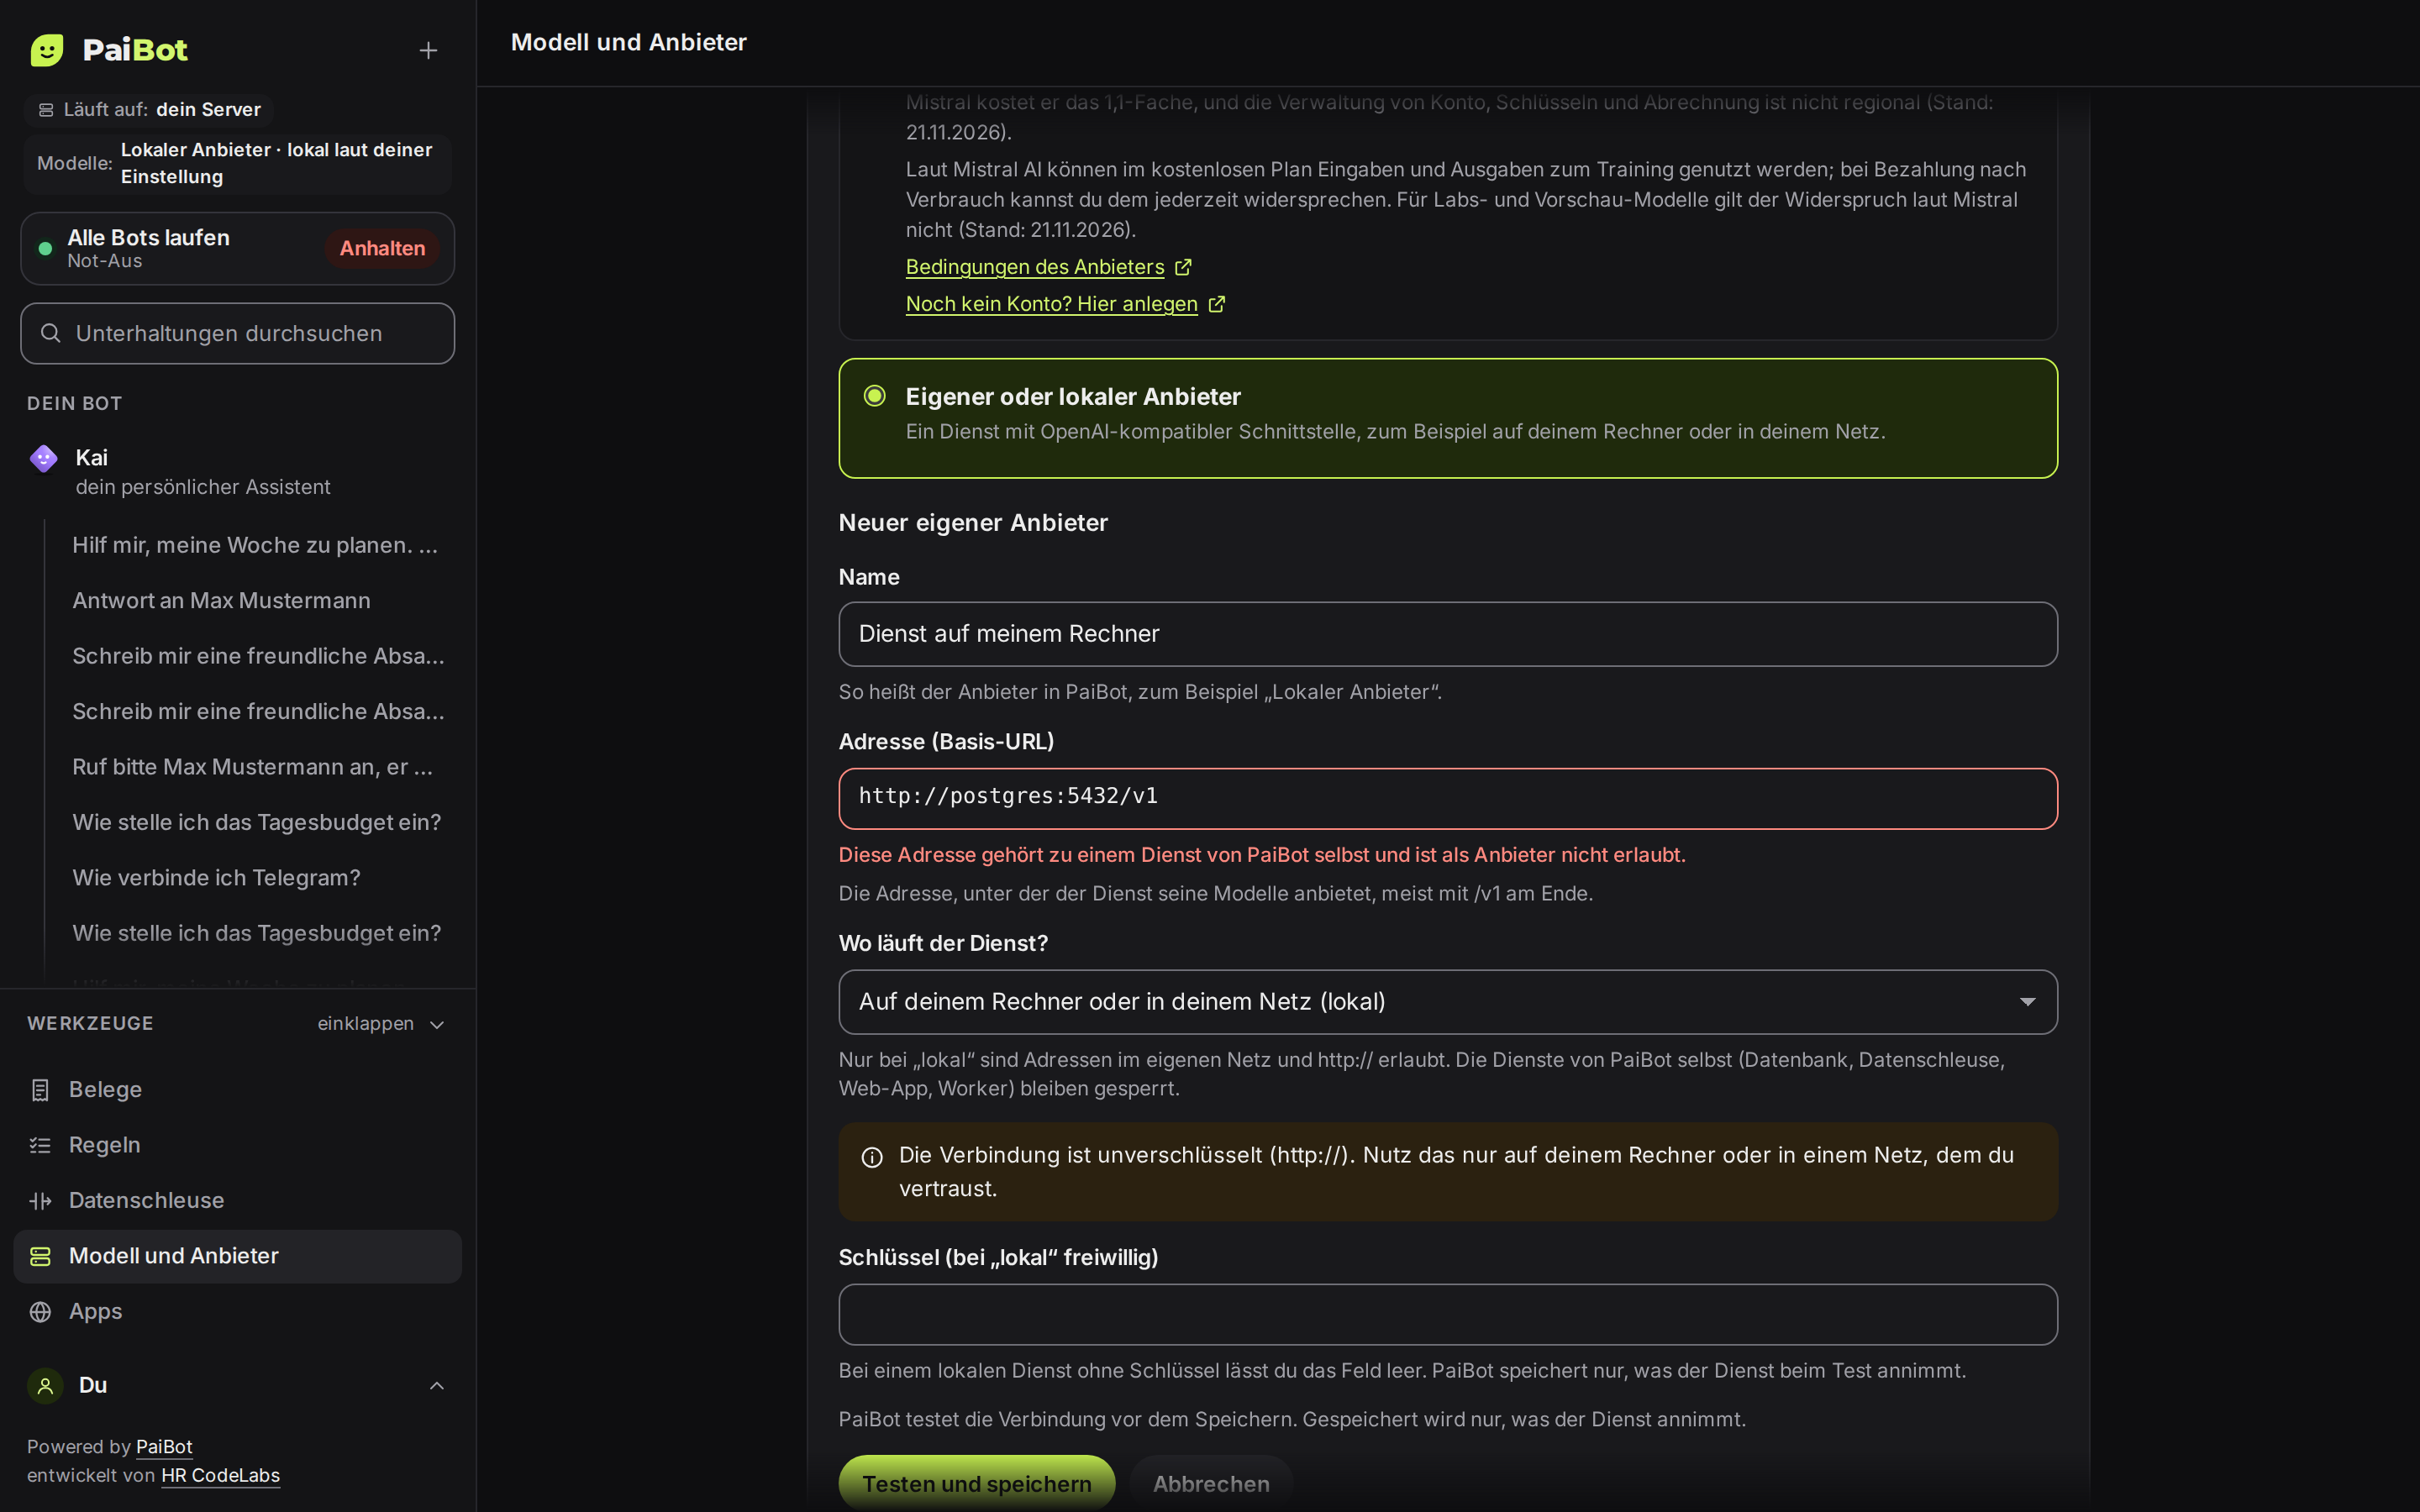 PaiBot
Läuft auf: dein Server
Modelle: Lokaler Anbieter · lokal laut deiner
Einstellung
Alle Bots laufen
Not-Aus
Anhalten
Unterhaltungen durchsuchen
DEIN BOT
Kai
dein persönlicher Assistent
Hilf mir, meine Woche zu planen. ...
Antwort an Max Mustermann
Schreib mir eine freundliche Absa...
Schreib mir eine freundliche Absa...
Ruf bitte Max Mustermann an, er ...
Wie stelle ich das Tagesbudget ein?
Wie verbinde ich Telegram?
Wie stelle ich das Tagesbudget ein?
WERKZEUGE
einklappen
Belege
Regeln
Datenschleuse
Modell und Anbieter
Apps
Du
Powered by PaiBot
entwickelt von HR CodeLabs
Modell und Anbieter
Mistral kostet er das 1,1-Fache, und die Verwaltung von Konto, Schlüsseln und Abrechnung ist nicht regional (Stand:
21.11.2026).
Laut Mistral AI können im kostenlosen Plan Eingaben und Ausgaben zum Training genutzt werden; bei Bezahlung nach
Verbrauch kannst du dem jederzeit widersprechen. Für Labs- und Vorschau-Modelle gilt der Widerspruch laut Mistral
nicht (Stand: 21.11.2026).
Bedingungen des Anbieters
Noch kein Konto? Hier anlegen
Eigener oder lokaler Anbieter
Ein Dienst mit OpenAI-kompatibler Schnittstelle, zum Beispiel auf deinem Rechner oder in deinem Netz.
Neuer eigener Anbieter
Name
Dienst auf meinem Rechner
So heißt der Anbieter in PaiBot, zum Beispiel „Lokaler Anbieter“.
Adresse (Basis-URL)
http://postgres:5432/v1
Diese Adresse gehört zu einem Dienst von PaiBot selbst und ist als Anbieter nicht erlaubt.
Die Adresse, unter der der Dienst seine Modelle anbietet, meist mit /v1 am Ende.
Wo läuft der Dienst?
Auf deinem Rechner oder in deinem Netz (lokal)
Nur bei „lokal“ sind Adressen im eigenen Netz und http:// erlaubt. Die Dienste von PaiBot selbst (Datenbank, Datenschleuse,
Web-App, Worker) bleiben gesperrt.
Die Verbindung ist unverschlüsselt (http://). Nutz das nur auf deinem Rechner oder in einem Netz, dem du
vertraust.
Schlüssel (bei „lokal“ freiwillig)
Bei einem lokalen Dienst ohne Schlüssel lässt du das Feld leer. PaiBot speichert nur, was der Dienst beim Test annimmt.
PaiBot testet die Verbindung vor dem Speichern. Gespeichert wird nur, was der Dienst annimmt.
Testen und speichern
Abbrechen